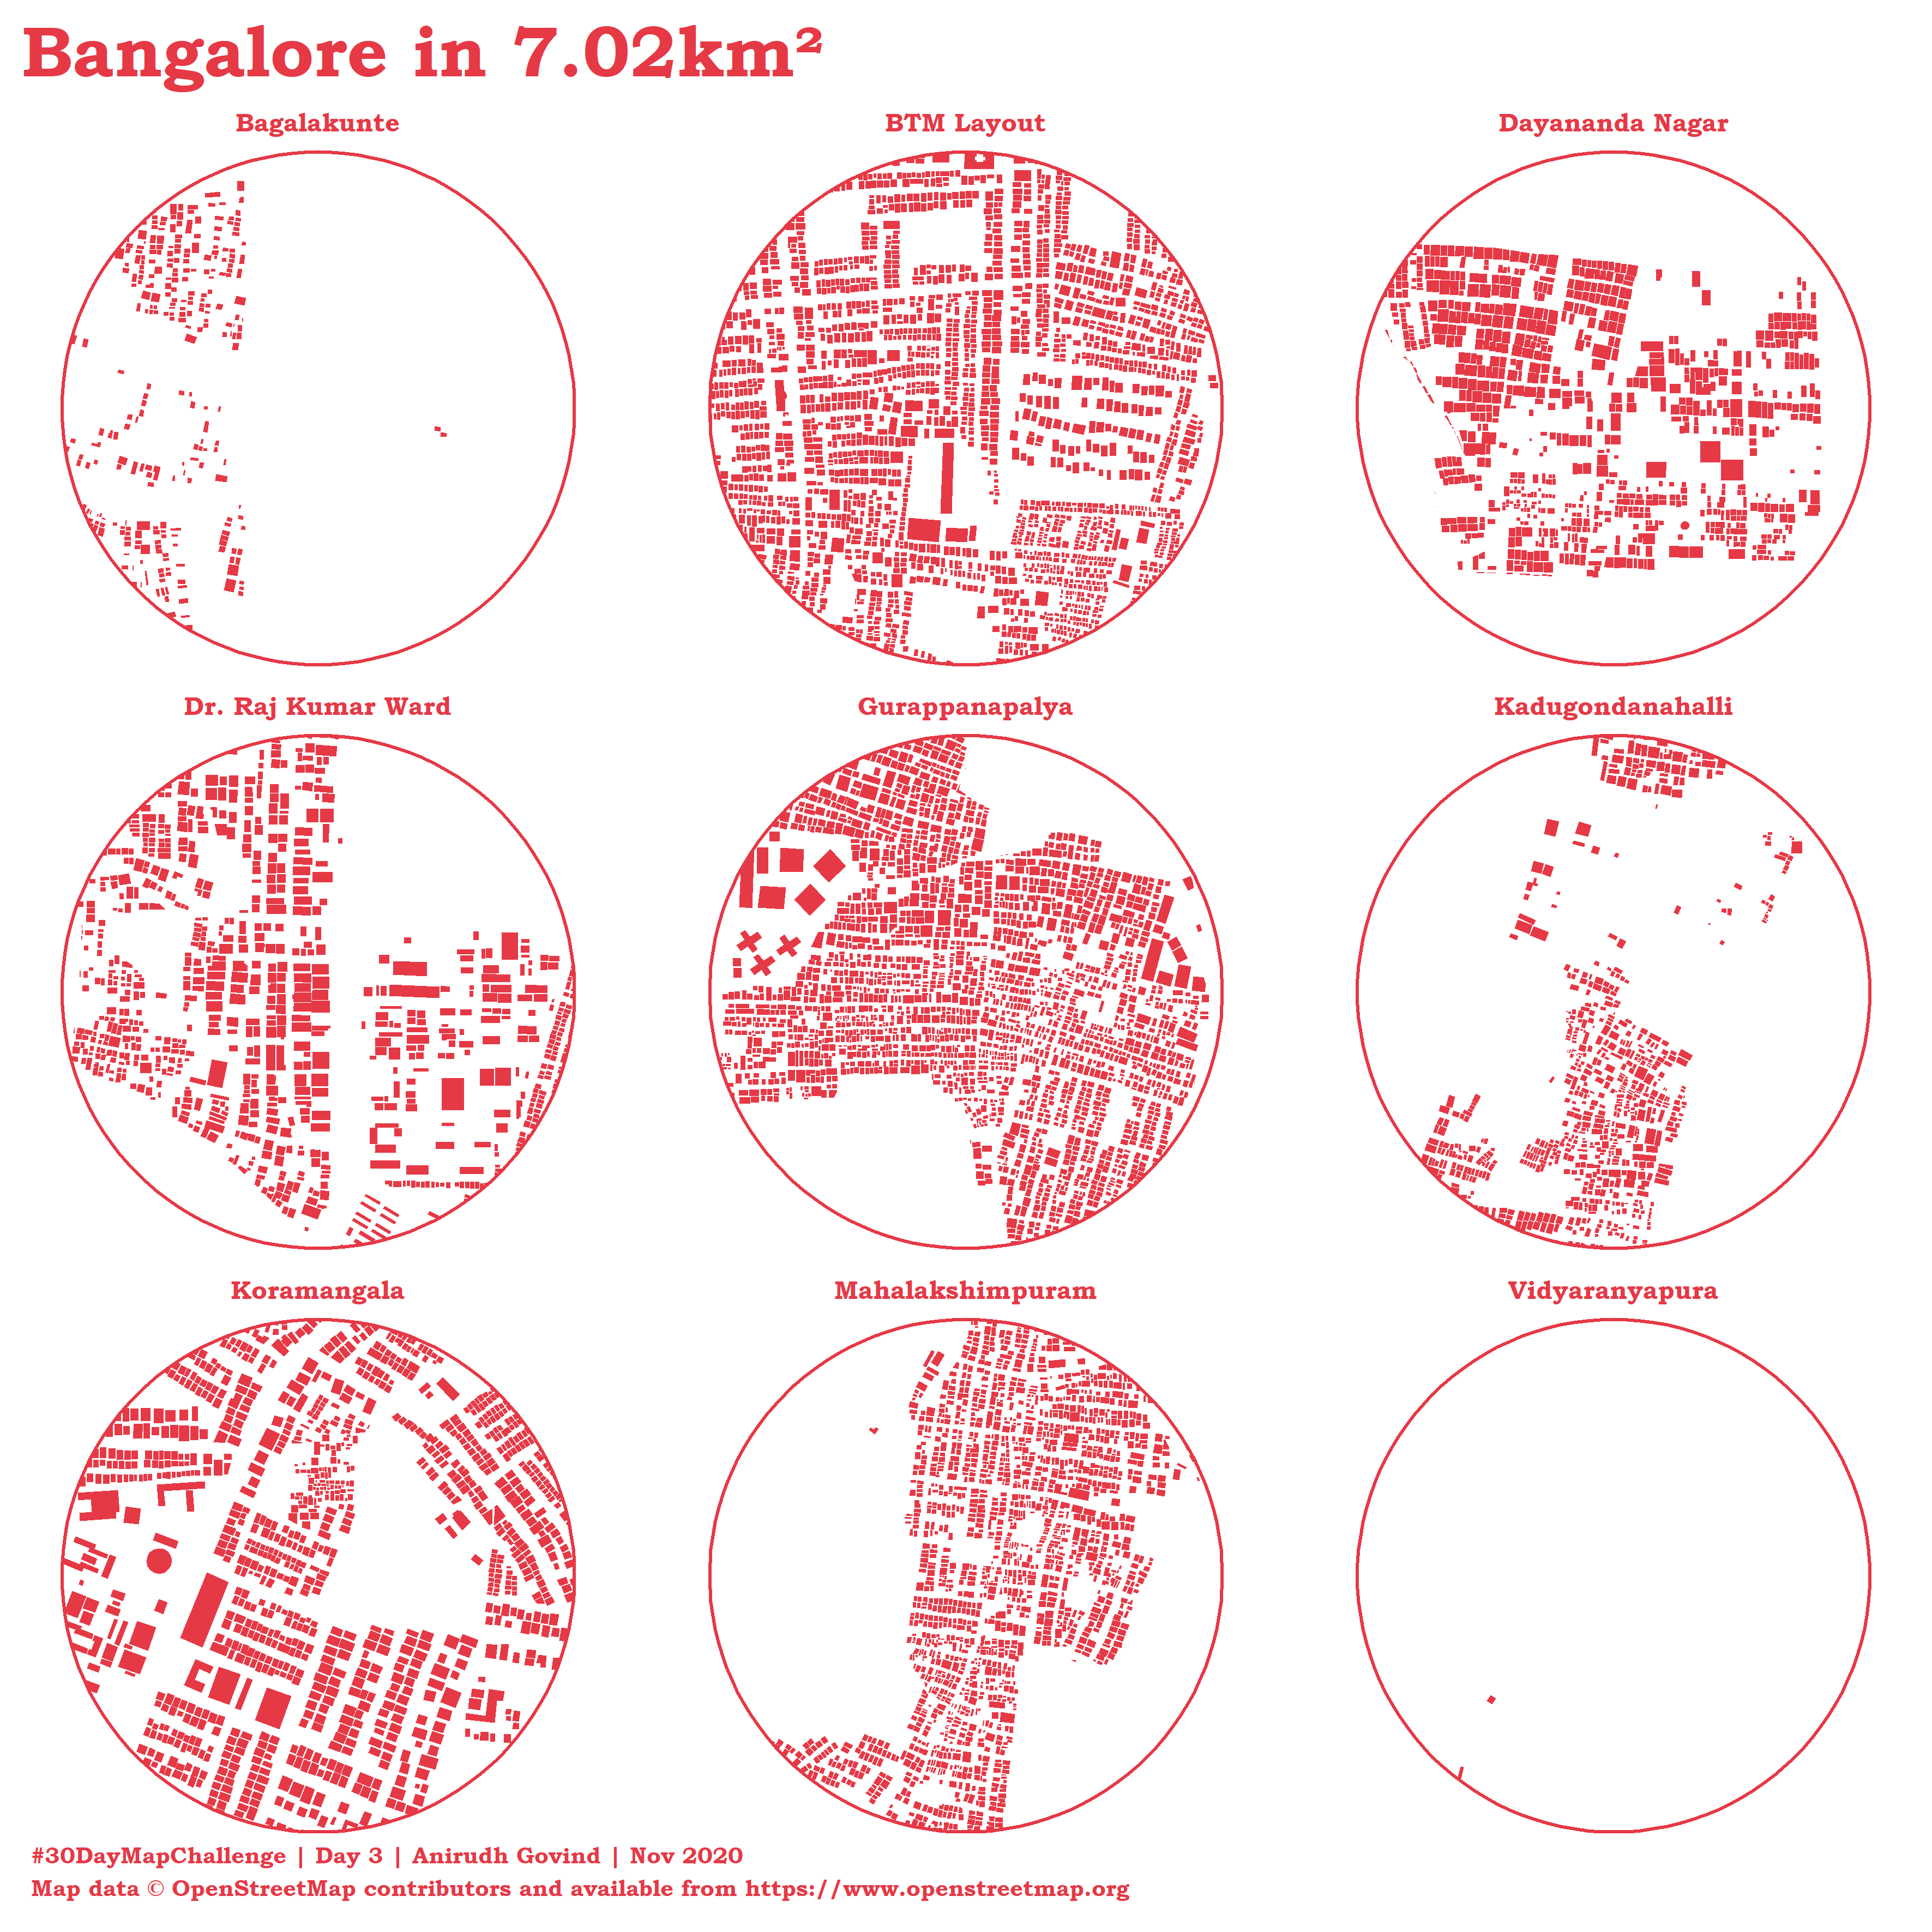 Bangalore in 7.02km²
Bagalakunte
BTM Layout
Dayananda Nagar
Dr. Raj Kumar Ward
Gurappanapalya
Kadugondanahalli
Koramangala
Mahalakshimpuram
Vidyaranyapura
#30DayMapChallenge | Day 3 | Anirudh Govind | Nov 2020
Map data © OpenStreetMap contributors and available from https://www.openstreetmap.org